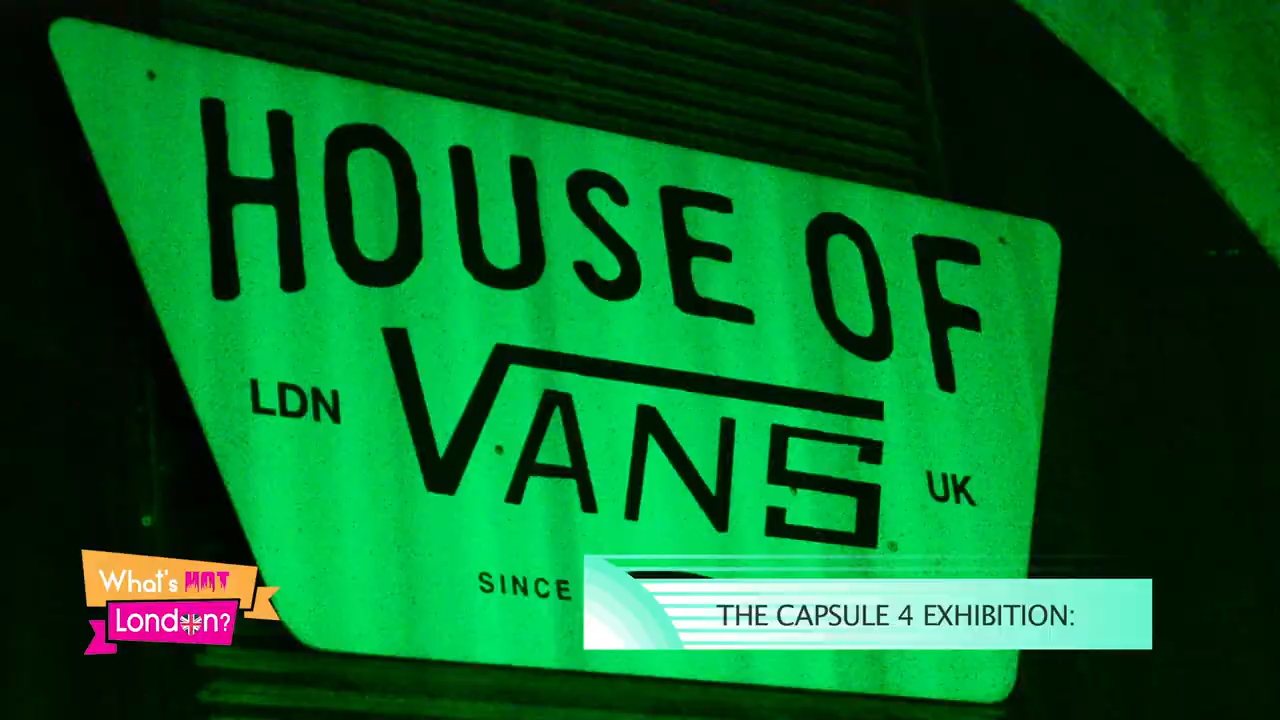 HOUSE OF
VANS
LDN
UK
SINCE
What's HOT
London?
THE CAPSULE 4 EXHIBITION: